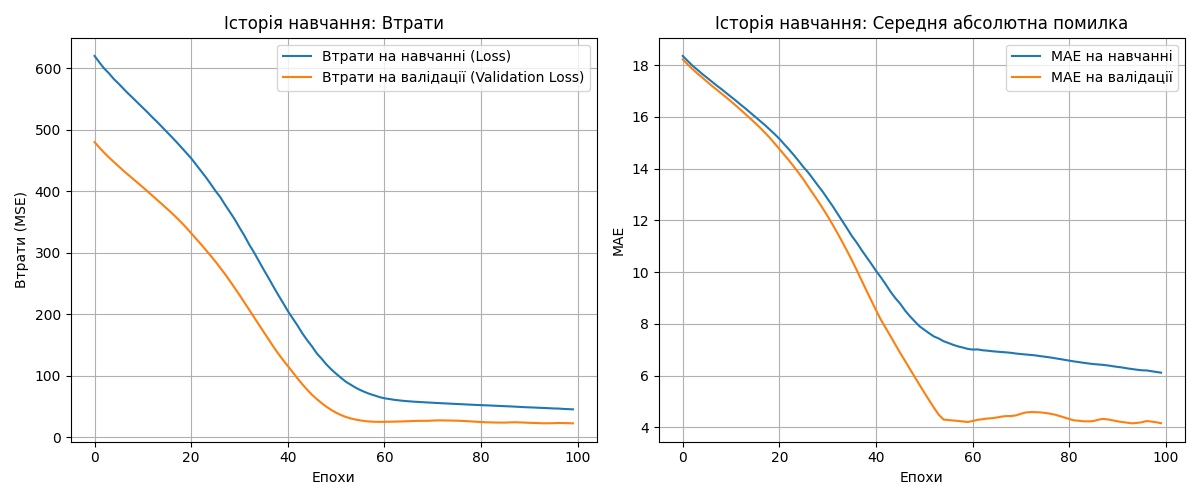 Історія навчання: Втрати
Втрати на навчанні (Loss)
Втрати на валідації (Validation Loss)
600
500
400
300
200
100
0
Втрати (MSE)
0 20 40 60 80 100
Епохи
Історія навчання: Середня абсолютна помилка
MAE на навчанні
MAE на валідації
18
16
14
12
10
8
6
4
MAE
0 20 40 60 80 100
Епохи